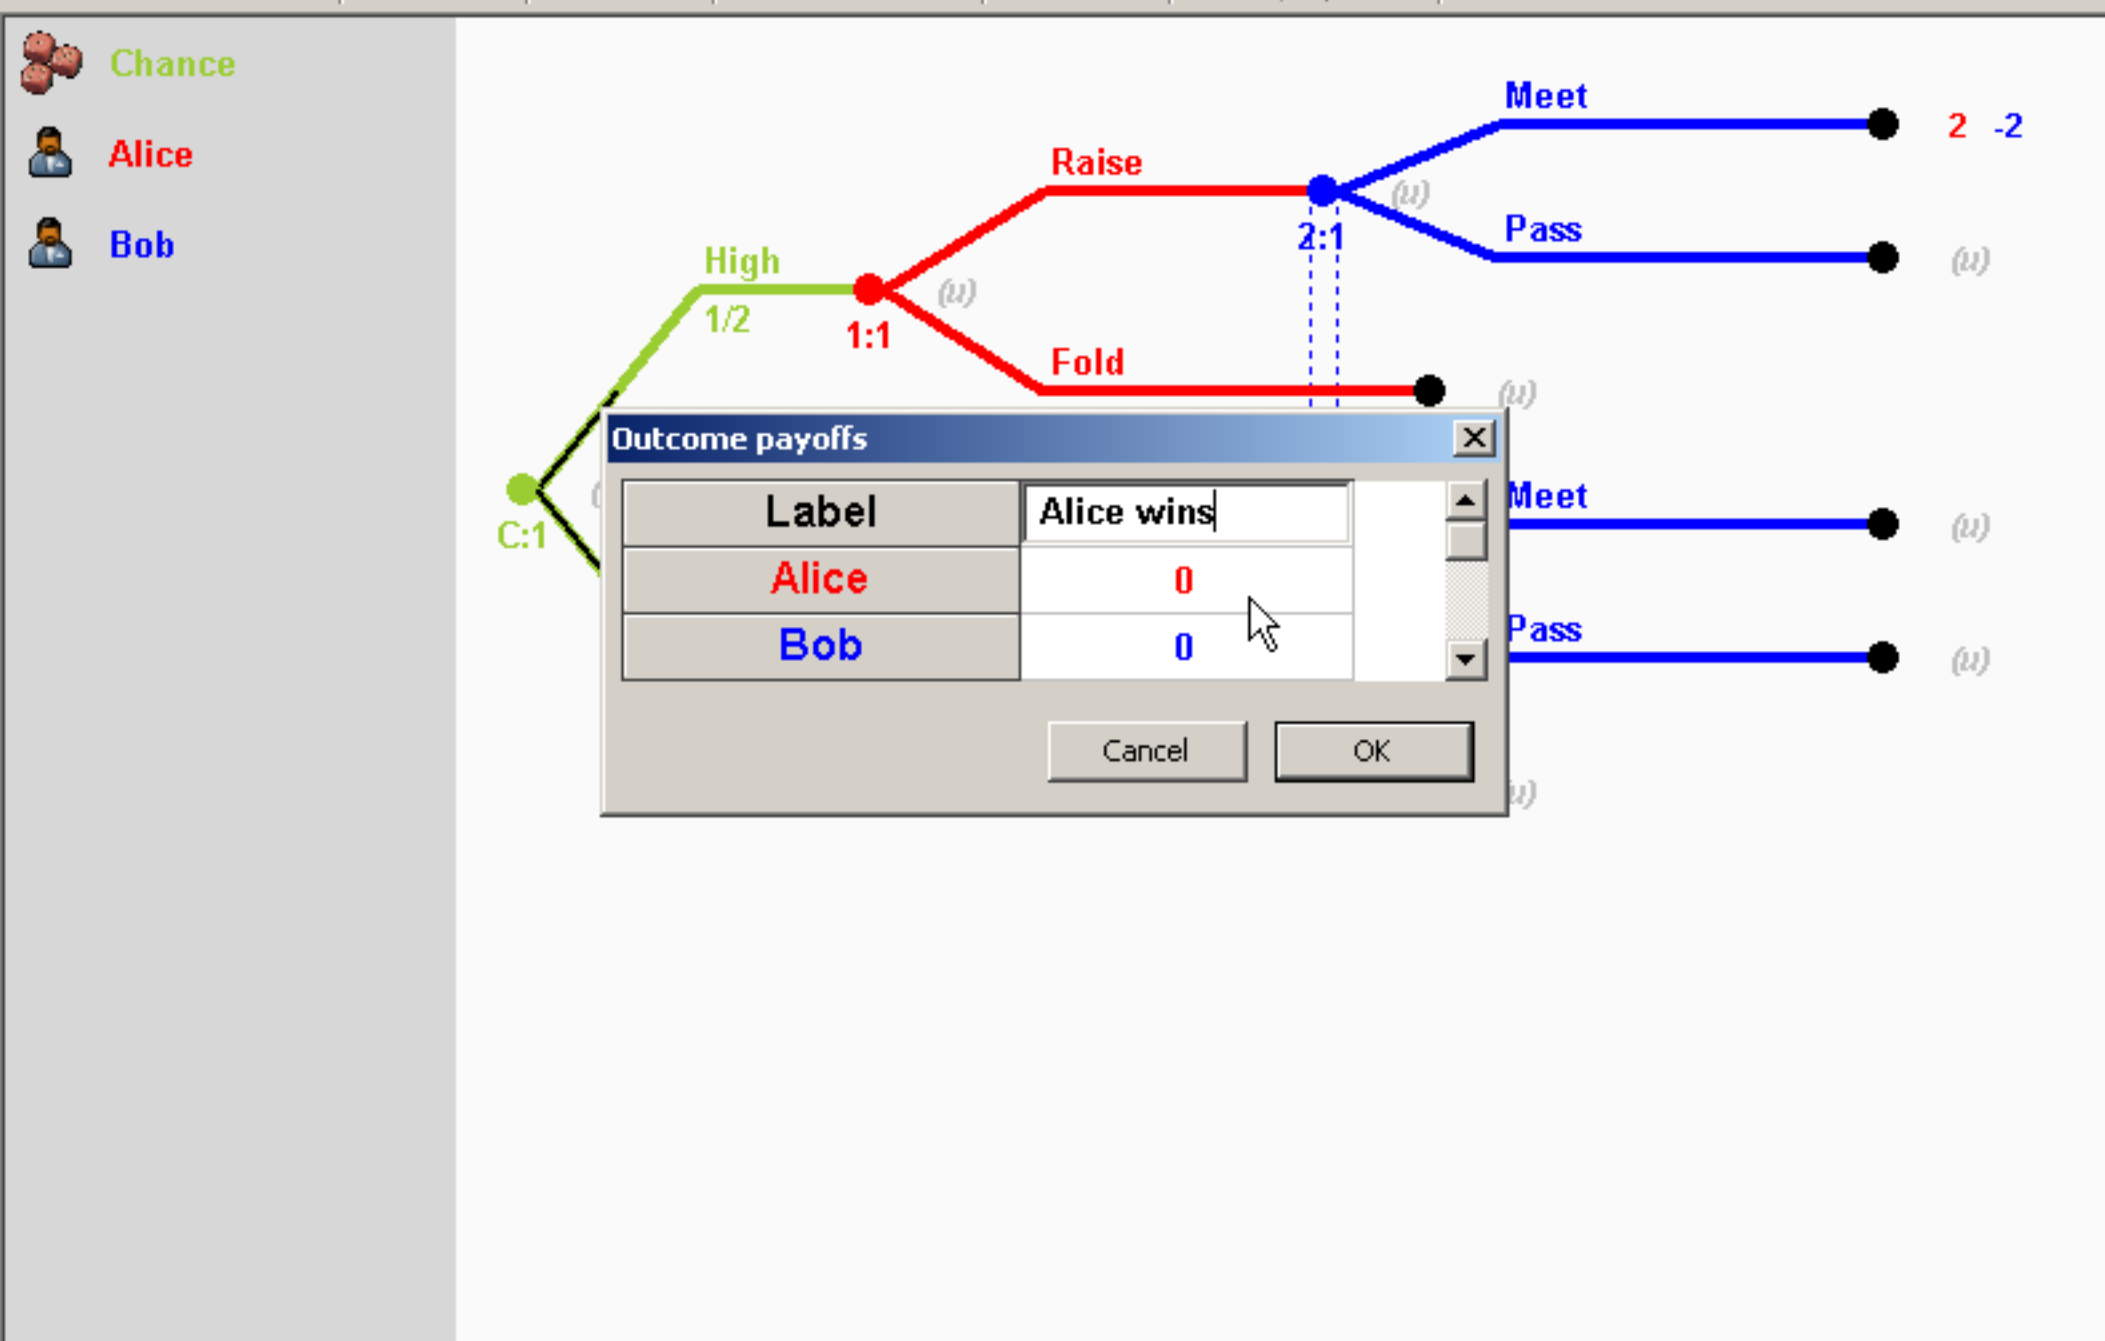 Chance
Alice
Bob
Meet
2 -2
Raise
(u)
Pass
2:1
(u)
High
1/2
(u)
1:1
Fold
(u)
Outcome payoffs
Label Alice wins
Alice 0
Bob 0
Cancel OK
C:1
Meet
(u)
Pass
(u)
u)